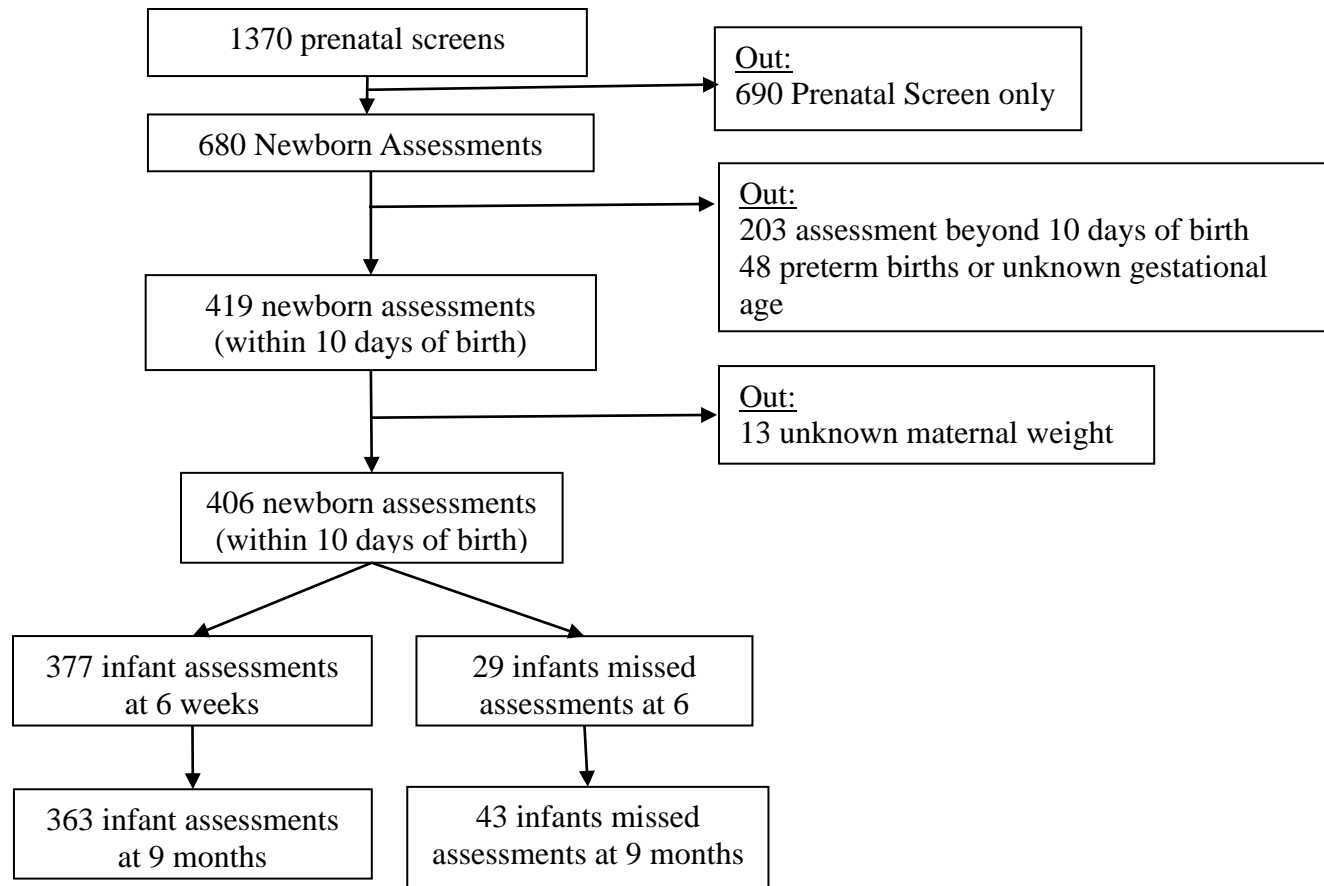 1370 prenatal screens
Out:
690 Prenatal Screen only
680 Newborn Assessments
Out:
203 assessment beyond 10 days of birth
48 preterm births or unknown gestational
age
419 newborn assessments
(within 10 days of birth)
Out:
13 unknown maternal weight
406 newborn assessments
(within 10 days of birth)
377 infant assessments
at 6 weeks
29 infants missed
assessments at 6
363 infant assessments
at 9 months
43 infants missed
assessments at 9 months